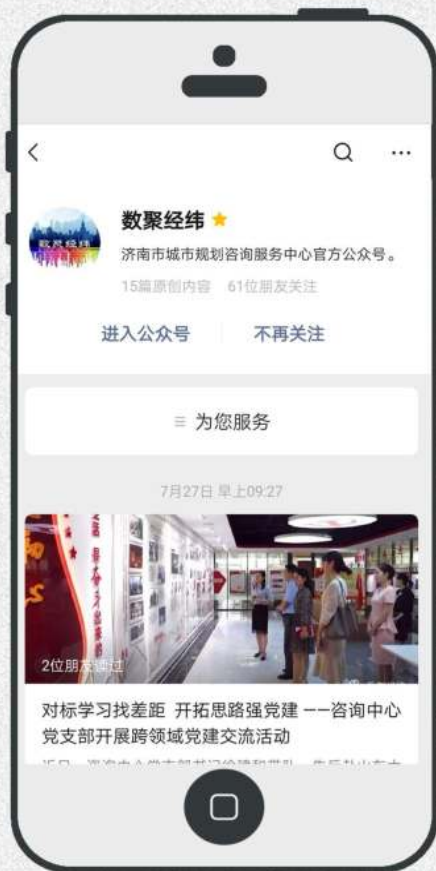 数聚经纬
数聚经纬
济南市城市规划咨询服务中心官方公众号。
15篇原创内容 61位朋友关注
进入公众号 不再关注
为您服务
7月27日 早上09:27
2位朋友读过
对标学习找差距 开拓思路强党建 ——咨询中心
党支部开展跨领域党建交流活动